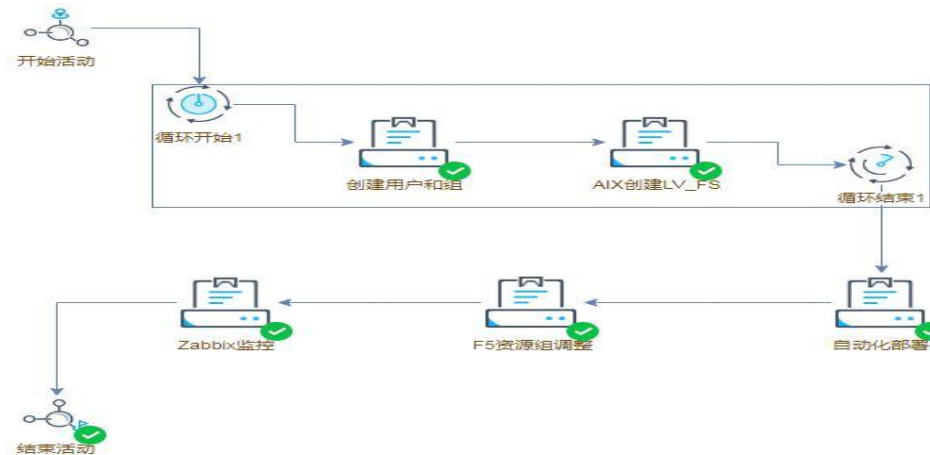 开始活动
循环开始1
创建用户和组
AIX创建LV_FS
循环结束1
Zabbix监控
F5资源组调整
自动化部署
结束活动